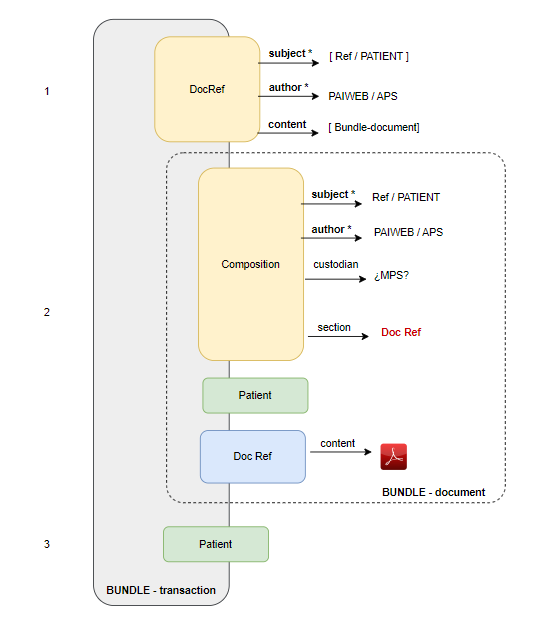 1
DocRef
subject *
[ Ref / PATIENT ]
author *
PAIWEB / APS
content
[ Bundle-document]
2
Composition
subject *
Ref / PATIENT
author *
PAIWEB / APS
custodian
¿MPS?
section
Doc Ref
Patient
Doc Ref
content
BUNDLE - document
3
Patient
BUNDLE - transaction